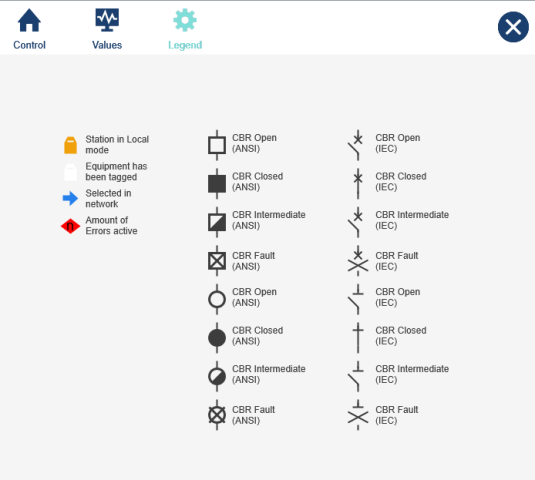 Control
Values
Legend
Station in Local
mode
Equipment has
been tagged
Selected in
network
Amount of
Errors active
CBR Open
(ANSI)
CBR Closed
(ANSI)
CBR Intermediate
(ANSI)
CBR Fault
(ANSI)
CBR Open
(ANSI)
CBR Closed
(ANSI)
CBR Intermediate
(ANSI)
CBR Fault
(ANSI)
CBR Open
(IEC)
CBR Closed
(IEC)
CBR Intermediate
(IEC)
CBR Fault
(IEC)
CBR Open
(IEC)
CBR Closed
(IEC)
CBR Intermediate
(IEC)
CBR Fault
(IEC)